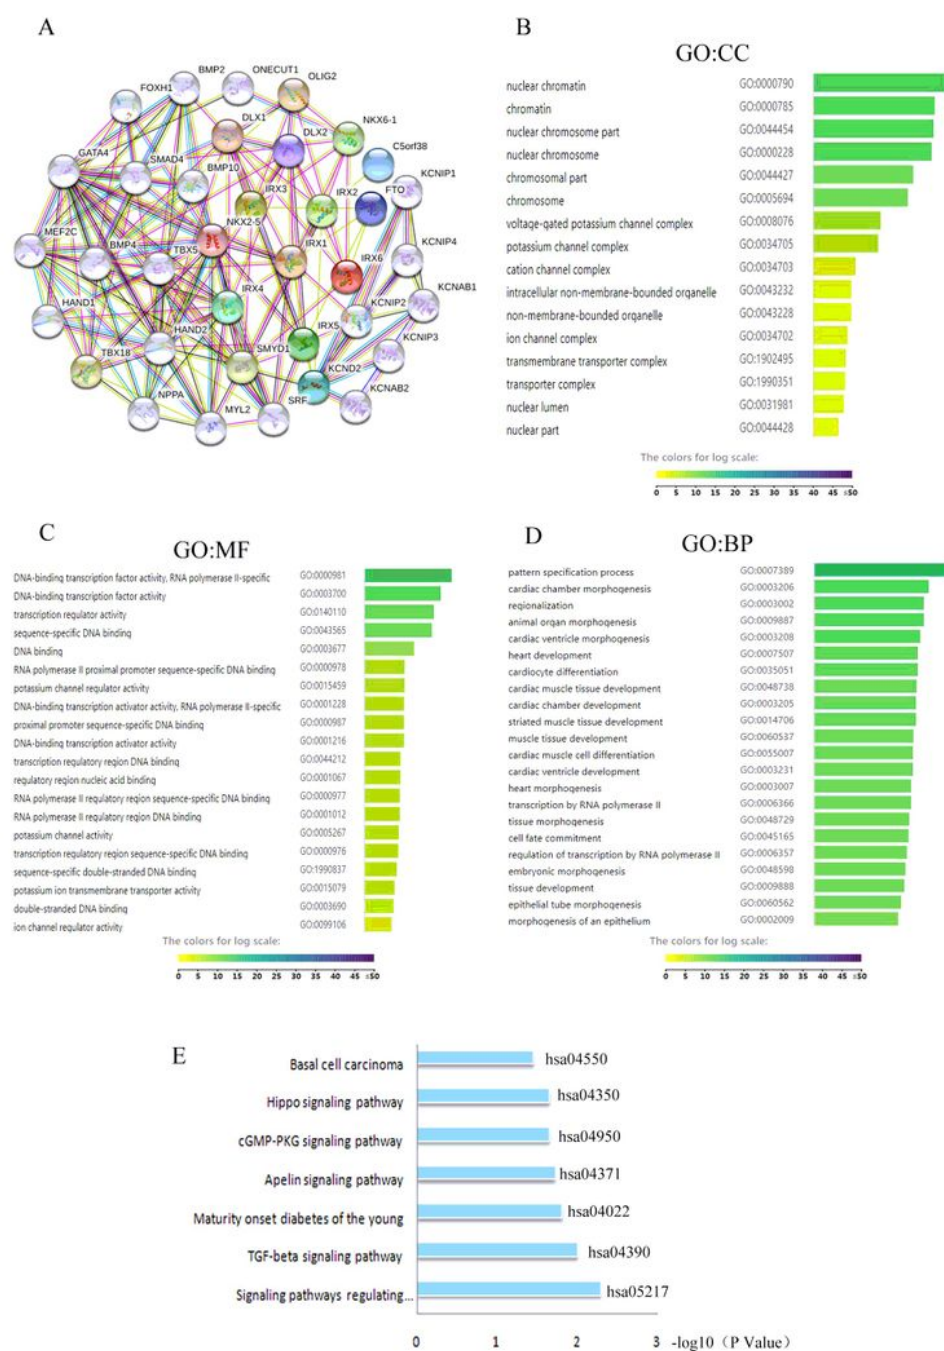 A
BMP2
ONECUT1
OLIG2
FOXH1
DLX1
DLX2
NKX6-1
GATA4
SMAD4
BMP10
C5orf38
KCNIP1
IRX3
IRX2
FTO
MEF2C
NKX2-5
BMP4
TBX5
IRX1
KCNIP4
IRX6
IRX4
KCNAB1
HAND1
KCNIP2
HAND2
IRX5
KCNIP3
TBX18
SMYD1
KCND2
NPPA
KCNAB2
MYL2
SRF
B
GO:CC
nuclear chromatin GO:0000790
chromatin GO:0000785
nuclear chromosome part GO:0044454
nuclear chromosome GO:0000228
chromosomal part GO:0044427
chromosome GO:0005694
voltage-gated potassium channel complex GO:0008076
potassium channel complex GO:0034705
cation channel complex GO:0034703
intracellular non-membrane-bounded organelle GO:0043232
non-membrane-bounded organelle GO:0043228
ion channel complex GO:0034702
transmembrane transporter complex GO:1902495
transporter complex GO:1990351
nuclear lumen GO:0031981
nuclear part GO:0044428
The colors for log scale:
0 5 10 15 20 25 30 35 40 45 ≥50
C
GO:MF
DNA-binding transcription factor activity, RNA polymerase II-specific GO:0000981
DNA-binding transcription factor activity GO:0003700
transcription regulator activity GO:0140110
sequence-specific DNA binding GO:0043565
DNA binding GO:0003677
RNA polymerase II proximal promoter sequence-specific DNA binding GO:0000978
potassium channel regulator activity GO:0015459
DNA-binding transcription activator activity, RNA polymerase II-specific GO:0001228
proximal promoter sequence-specific DNA binding GO:0000987
DNA-binding transcription activator activity GO:0001216
transcription regulatory region DNA binding GO:0044212
regulatory region nucleic acid binding GO:0001067
RNA polymerase II regulatory region sequence-specific DNA binding GO:0000977
RNA polymerase II regulatory region DNA binding GO:0001012
potassium channel activity GO:0005267
transcription regulatory region sequence-specific DNA binding GO:0000976
sequence-specific double-stranded DNA binding GO:1990837
potassium ion transmembrane transporter activity GO:0015079
double-stranded DNA binding GO:0003690
ion channel regulator activity GO:0099106
The colors for log scale:
0 5 10 15 20 25 30 35 40 45 ≥50
D
GO:BP
pattern specification process GO:0007389
cardiac chamber morphogenesis GO:0003206
regionalization GO:0003002
animal organ morphogenesis GO:0009887
cardiac ventricle morphogenesis GO:0003208
heart development GO:0007507
cardiocyte differentiation GO:0035051
cardiac muscle tissue development GO:0048738
cardiac chamber development GO:0003205
striated muscle tissue development GO:0014706
muscle tissue development GO:0060537
cardiac muscle cell differentiation GO:0055007
cardiac ventricle development GO:0003231
heart morphogenesis GO:0003007
transcription by RNA polymerase II GO:0006366
tissue morphogenesis GO:0048729
cell fate commitment GO:0045165
regulation of transcription by RNA polymerase II GO:0006357
embryonic morphogenesis GO:0048598
tissue development GO:0009888
epithelial tube morphogenesis GO:0060562
morphogenesis of an epithelium GO:0002009
The colors for log scale:
0 5 10 15 20 25 30 35 40 45 ≥50
E
Basal cell carcinoma hsa04550
Hippo signaling pathway hsa04350
cGMP-PKG signaling pathway hsa04950
Apelin signaling pathway hsa04371
Maturity onset diabetes of the young hsa04022
TGF-beta signaling pathway hsa04390
Signaling pathways regulating... hsa05217
0 1 2 3 -log10（P Value）